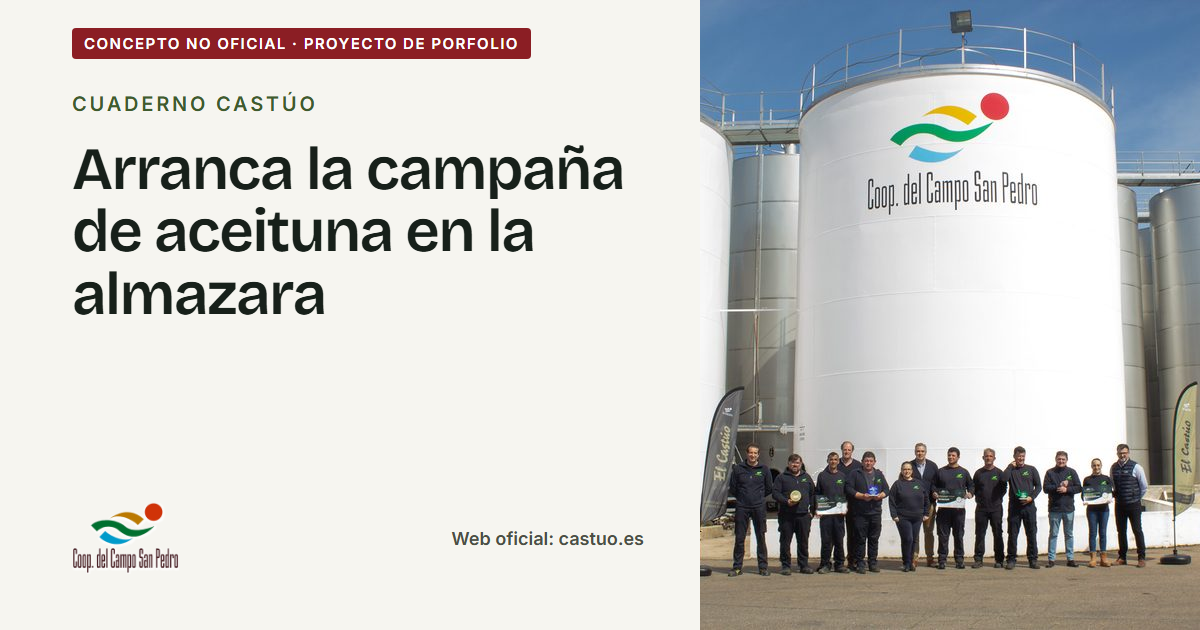 CONCEPTO NO OFICIAL · PROYECTO DE PORFOLIO
CUADERNO CASTÚO
Arranca la campaña
de aceituna en la
almazara
Coop. del Campo San Pedro
Web oficial: castuo.es
Coop. del Campo San Pedro
El Castúo
El Castúo